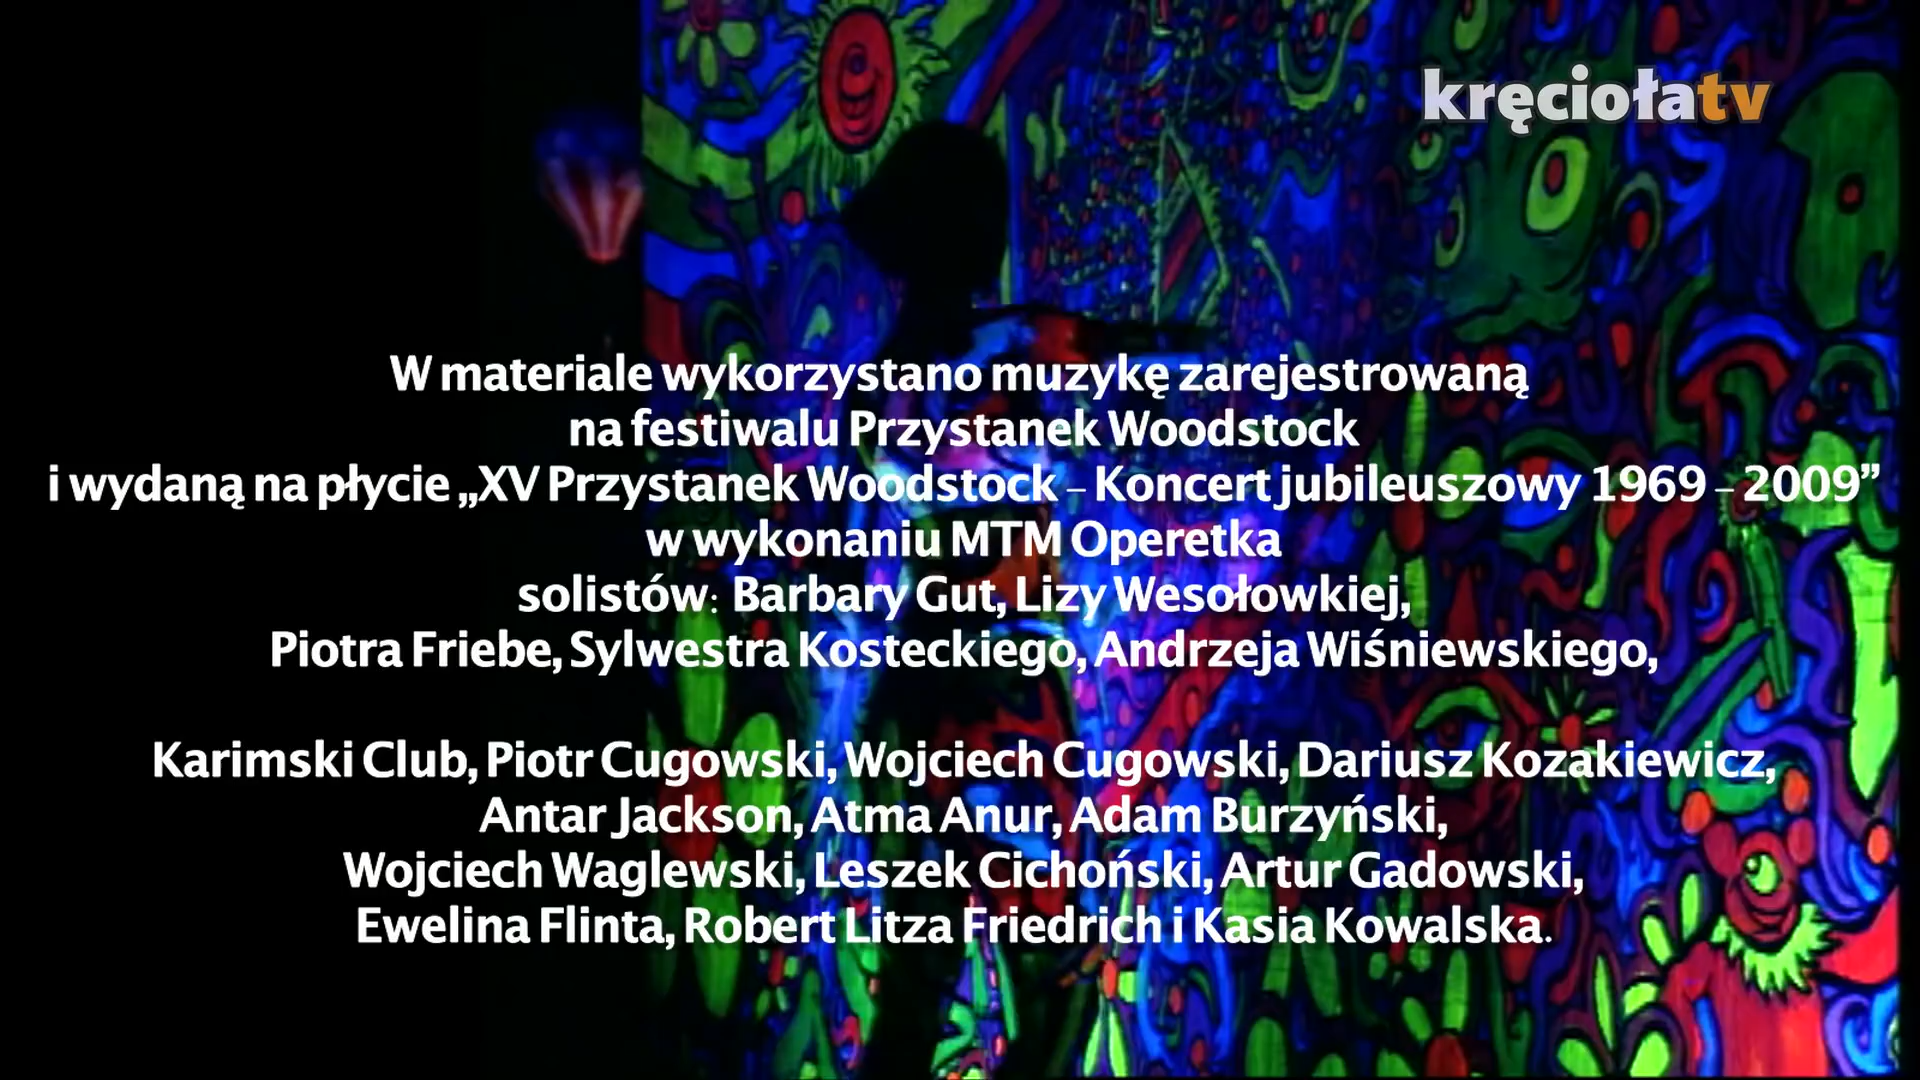 kręciołatv
W materiale wykorzystano muzykę zarejestrowaną
na festiwalu Przystanek Woodstock
i wydaną na płycie „XV Przystanek Woodstock – Koncert jubileuszowy 1969 – 2009”
w wykonaniu MTM Operetka
solistów: Barbary Gut, Lizy Wesołowkiej,
Piotra Friebe, Sylwestra Kosteckiego, Andrzeja Wiśniewskiego,
Karimski Club, Piotr Cugowski, Wojciech Cugowski, Dariusz Kozakiewicz,
Antar Jackson, Atma Anur, Adam Burzyński,
Wojciech Waglewski, Leszek Cichoński, Artur Gadowski,
Ewelina Flinta, Robert Litza Friedrich i Kasia Kowalska.